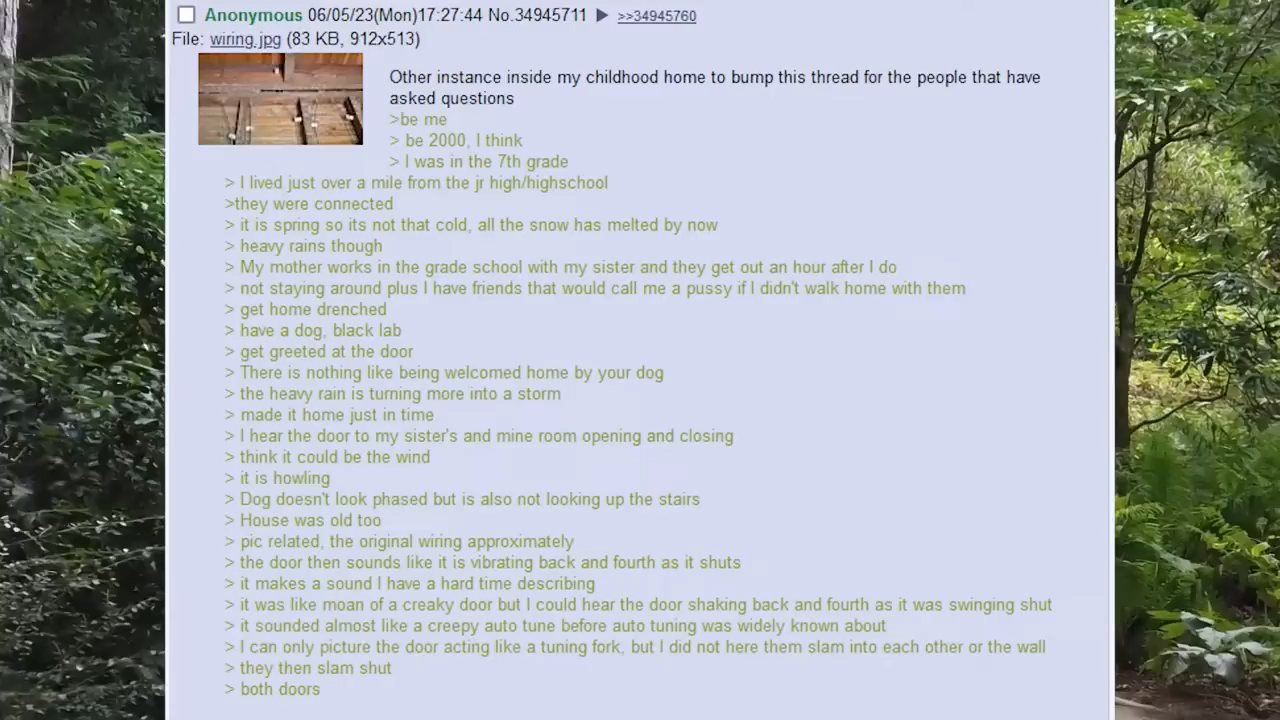 Anonymous 06/05/23(Mon)17:27:44 No.34945711 ▶ >>34945760
File: wiring.jpg (83 KB, 912x513)
Other instance inside my childhood home to bump this thread for the people that have
asked questions
>be me
> be 2000, I think
> I was in the 7th grade
> I lived just over a mile from the jr high/highschool
>they were connected
> it is spring so its not that cold, all the snow has melted by now
> heavy rains though
> My mother works in the grade school with my sister and they get out an hour after I do
> not staying around plus I have friends that would call me a pussy if I didn't walk home with them
> get home drenched
> have a dog, black lab
> get greeted at the door
> There is nothing like being welcomed home by your dog
> the heavy rain is turning more into a storm
> made it home just in time
> I hear the door to my sister's and mine room opening and closing
> think it could be the wind
> it is howling
> Dog doesn't look phased but is also not looking up the stairs
> House was old too
> pic related, the original wiring approximately
> the door then sounds like it is vibrating back and fourth as it shuts
> it makes a sound I have a hard time describing
> it was like moan of a creaky door but I could hear the door shaking back and fourth as it was swinging shut
> it sounded almost like a creepy auto tune before auto tuning was widely known about
> I can only picture the door acting like a tuning fork, but I did not here them slam into each other or the wall
> they then slam shut
> both doors